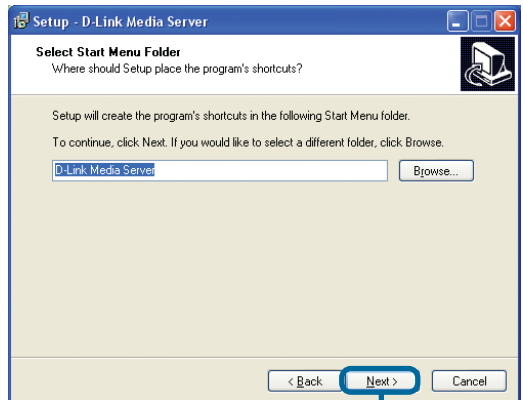 Setup - D-Link Media Server
Select Start Menu Folder
Where should Setup place the program's shortcuts?
Setup will create the program's shortcuts in the following Start Menu folder.
To continue, click Next. If you would like to select a different folder, click Browse.
D-Link Media Server
Browse...
< Back
Next >
Cancel